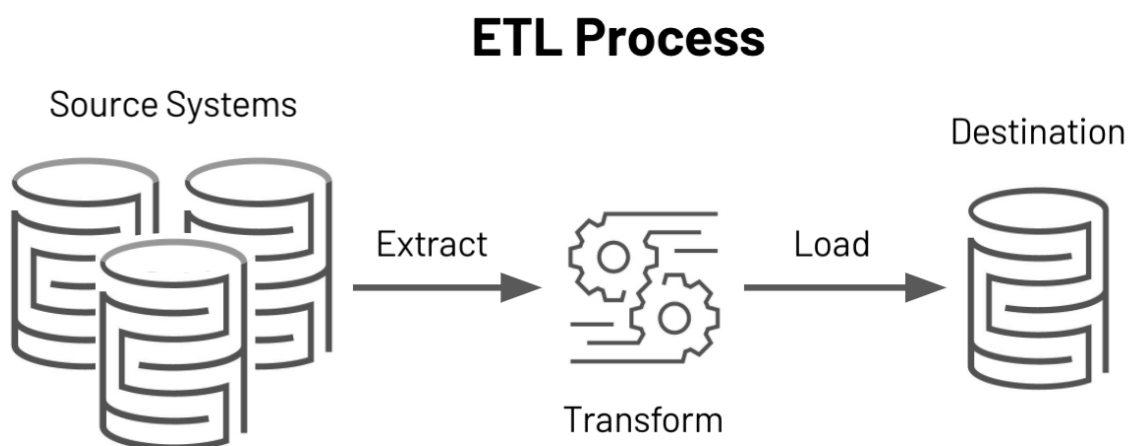 ETL Process
Source Systems
Destination
Extract
Load
Transform